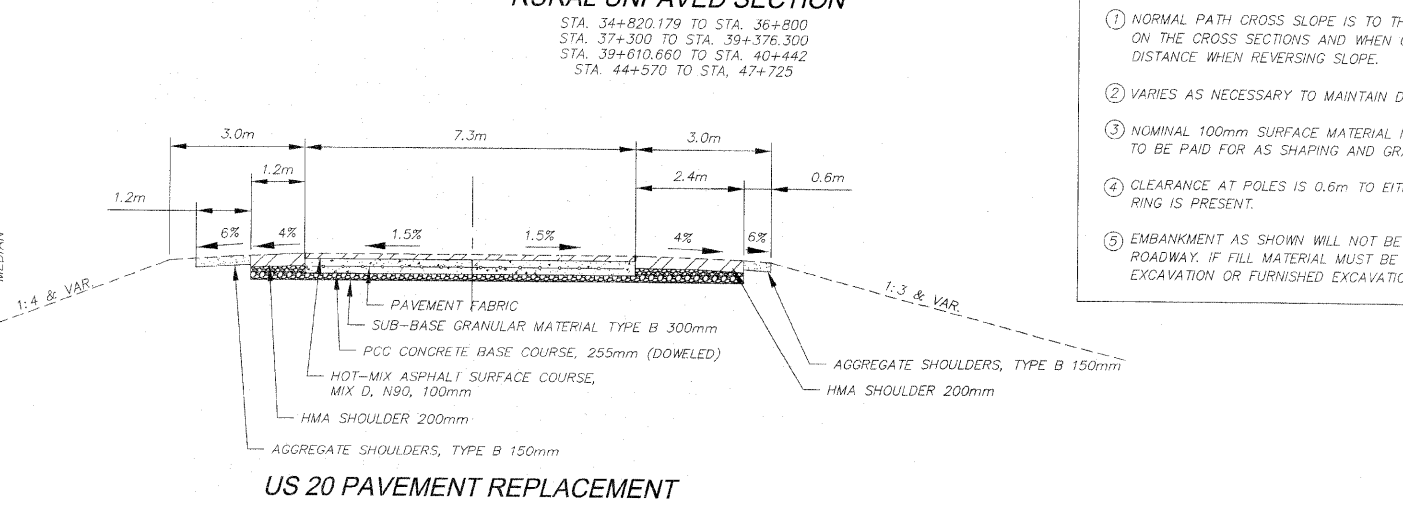 RURAL UNPAVED SECTION
STA. 34+820.179 TO STA. 36+800
STA. 37+300 TO STA. 39+376.300
STA. 39+610.660 TO STA. 40+442
STA. 44+570 TO STA, 47+725
3.0m
7.3m
3.0m
1.2m
2.4m
0.6m
1.2m
6%
4%
1.5%
1.5%
4%
6%
MEDIAN
1:4 & VAR.
1:3 & VAR.
PAVEMENT FABRIC
SUB-BASE GRANULAR MATERIAL TYPE B 300mm
PCC CONCRETE BASE COURSE, 255mm (DOWELED)
HOT-MIX ASPHALT SURFACE COURSE,
MIX D, N90, 100mm
HMA SHOULDER 200mm
AGGREGATE SHOULDERS, TYPE B 150mm
AGGREGATE SHOULDERS, TYPE B 150mm
HMA SHOULDER 200mm
US 20 PAVEMENT REPLACEMENT
1 NORMAL PATH CROSS SLOPE IS TO
ON THE CROSS SECTIONS AND WHEN
DISTANCE WHEN REVERSING SLOPE.
2 VARIES AS NECESSARY TO MAINTAIN
3 NOMINAL 100mm SURFACE MATERIAL
TO BE PAID FOR AS SHAPING AND
4 CLEARANCE AT POLES IS 0.6m TO
RING IS PRESENT.
5 EMBANKMENT AS SHOWN WILL NOT BE
ROADWAY. IF FILL MATERIAL MUST BE
EXCAVATION OR FURNISHED